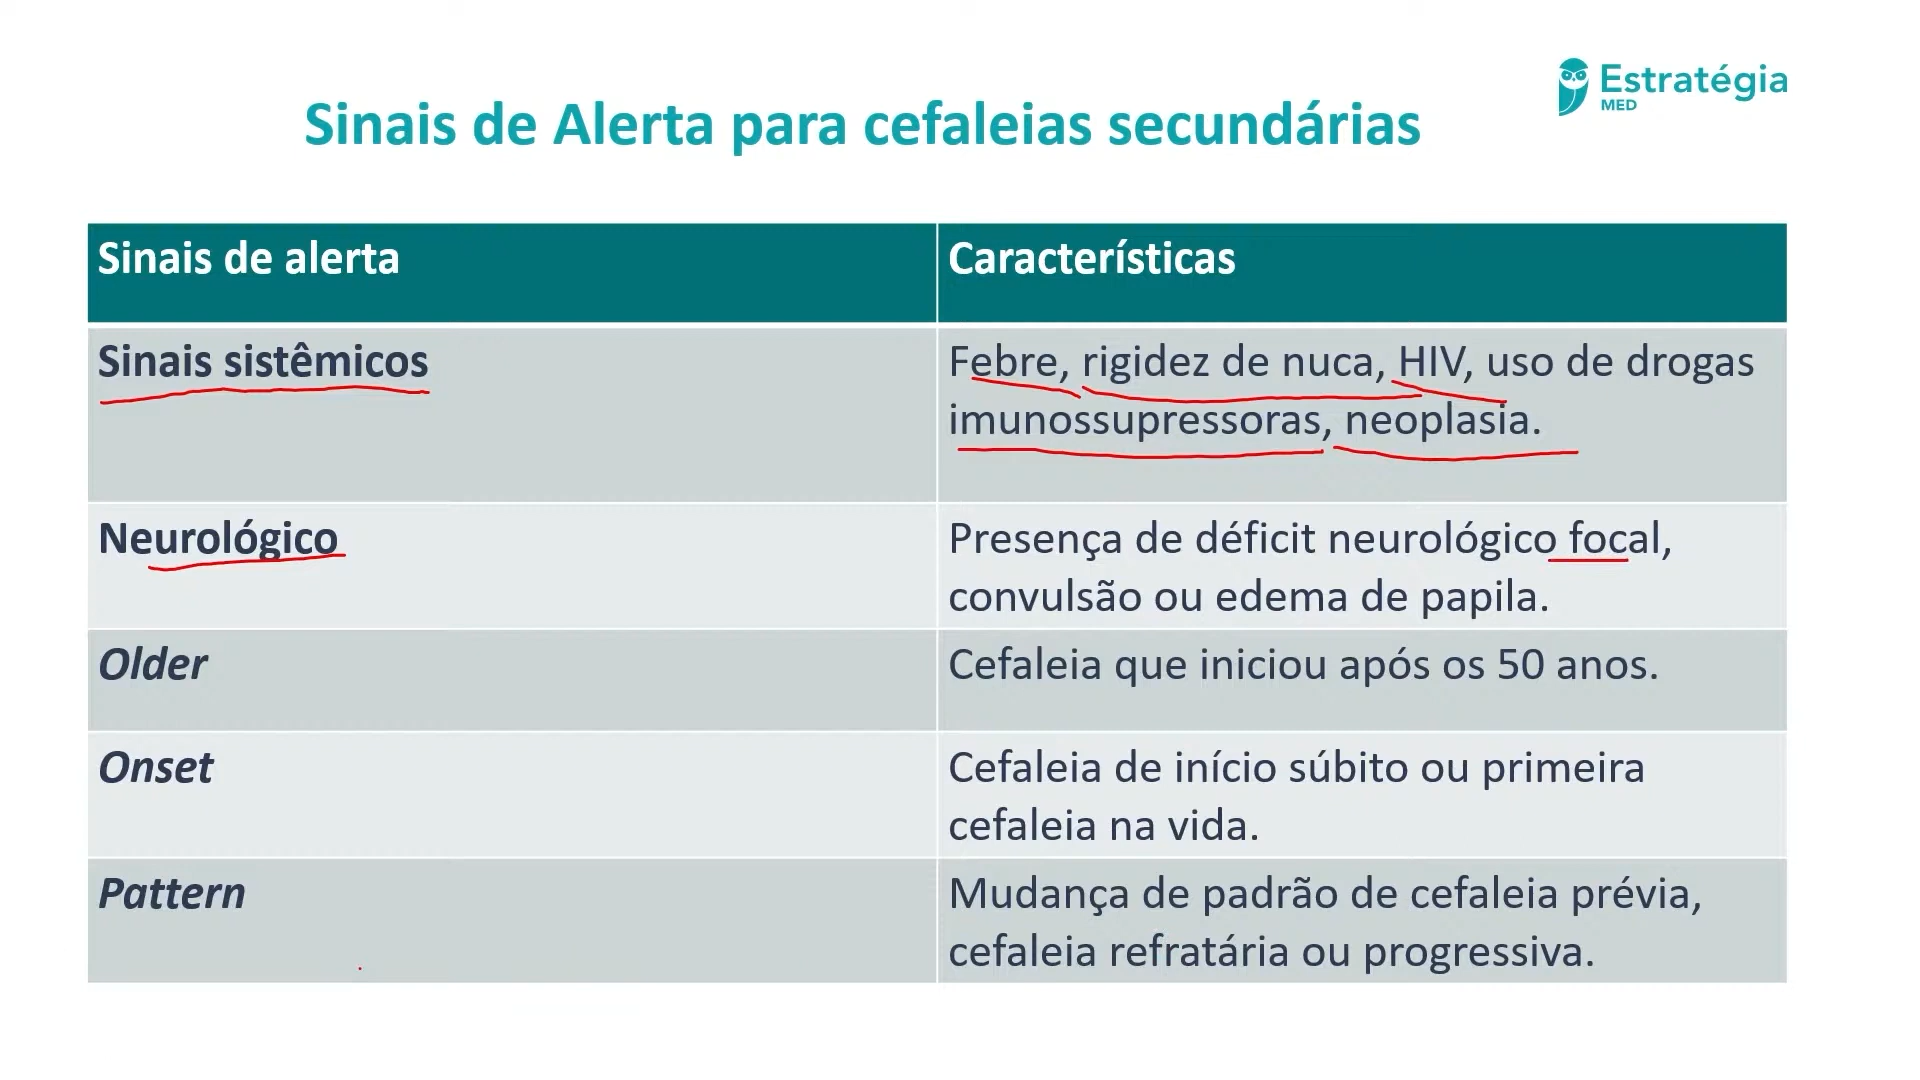 Estratégia
MED
Sinais de Alerta para cefaleias secundárias
Sinais de alerta
Características
Sinais sistêmicos
Febre, rigidez de nuca, HIV, uso de drogas
imunossupressoras, neoplasia.
Neurológico
Presença de déficit neurológico focal,
convulsão ou edema de papila.
Older
Cefaleia que iniciou após os 50 anos.
Onset
Cefaleia de início súbito ou primeira
cefaleia na vida.
Pattern
Mudança de padrão de cefaleia prévia,
cefaleia refratária ou progressiva.